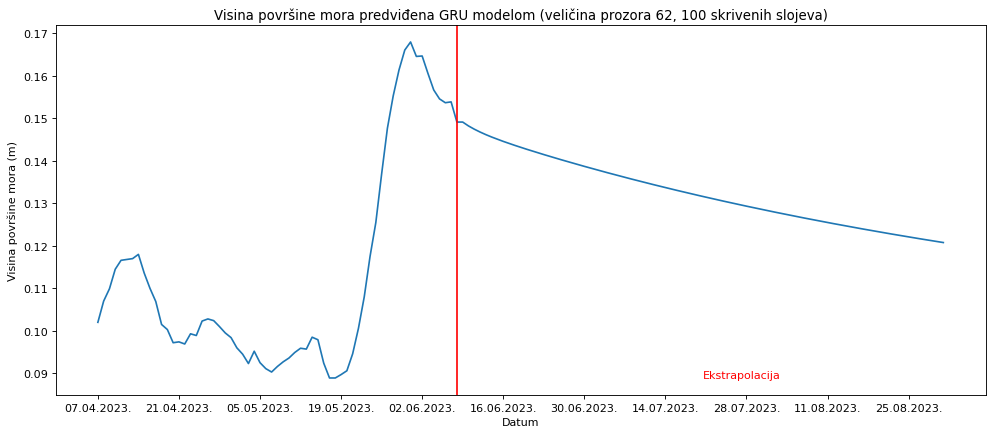 Visina površine mora predviđena GRU modelom (veličina prozora 62, 100 skrivenih slojeva)
Visina površine mora (m)
0.17
0.16
0.15
0.14
0.13
0.12
0.11
0.10
0.09
Ekstrapolacija
07.04.2023. 21.04.2023. 05.05.2023. 19.05.2023. 02.06.2023. 16.06.2023. 30.06.2023. 14.07.2023. 28.07.2023. 11.08.2023. 25.08.2023.
Datum